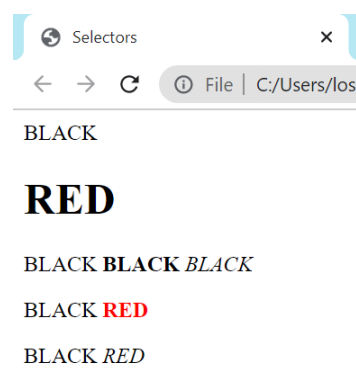 Selectors
File | C:/Users/los
BLACK
RED
BLACK BLACK BLACK
BLACK RED
BLACK RED